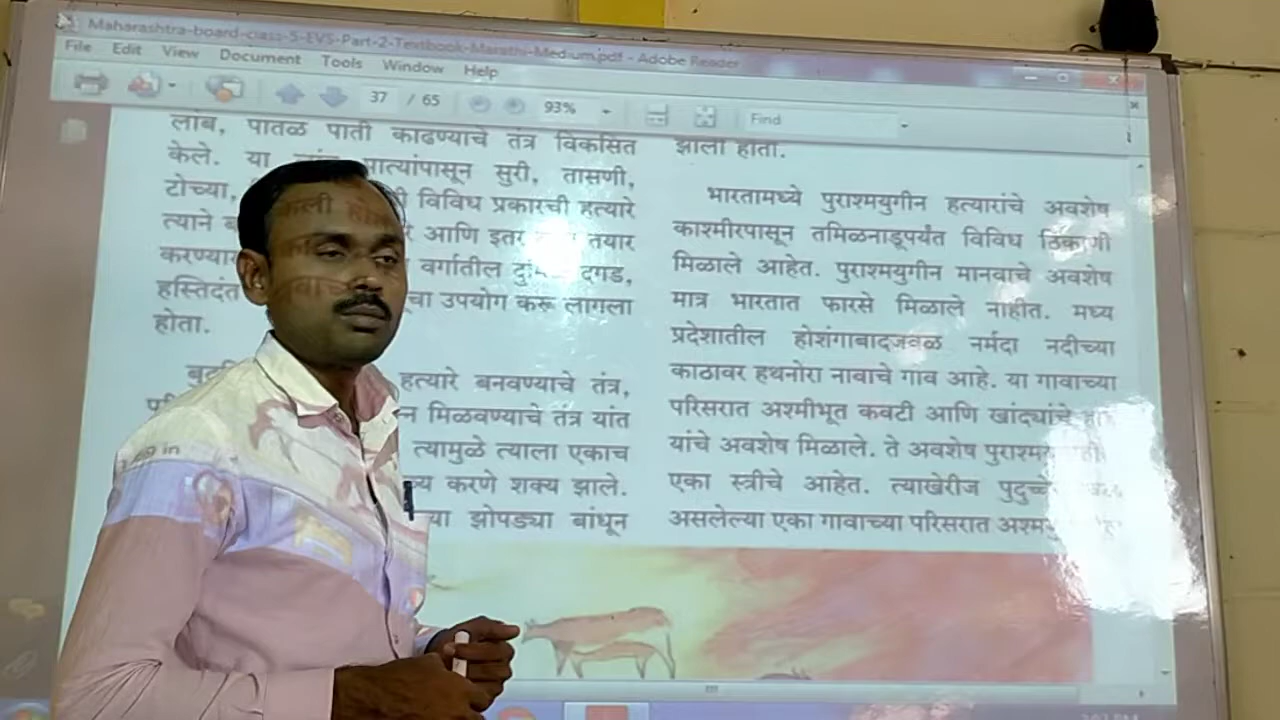 Maharashtra-board-class-5-EVS-Part-2-Textbook-Marathi-Medium.pdf - Adobe Reader
File Edit View Document Tools Window Help
37 / 65 93% Find
लांब, पातळ पाती काढण्याचे तंत्र विकसित
केले. या पात्यांपासून सुरी, तासणी,
टोच्या, विविध प्रकारची हत्यारे
त्याने आणि इतर तयार
वर्गातील दगड,
हस्तिदंत उपयोग करू लागला
होता.
हत्यारे बनवण्याचे तंत्र,
मिळवण्याचे तंत्र यांत
त्यामुळे त्याला एकाच
करणे शक्य झाले.
झोपड्या बांधून
झाला होता.
भारतामध्ये पुराश्मयुगीन हत्यारांचे अवशेष
काश्मीरपासून तमिळनाडूपर्यंत विविध ठिकाणी
मिळाले आहेत. पुराश्मयुगीन मानवाचे अवशेष
मात्र भारतात फारसे मिळाले नाहीत. मध्य
प्रदेशातील होशंगाबादजवळ नर्मदा नदीच्या
काठावर हथनोरा नावाचे गाव आहे. या गावाच्या
परिसरात अश्मीभूत कवटी आणि खांद्यांचे
यांचे अवशेष मिळाले. ते अवशेष
एका स्त्रीचे आहेत. त्याखेरीज
असलेल्या एका गावाच्या परिसरात